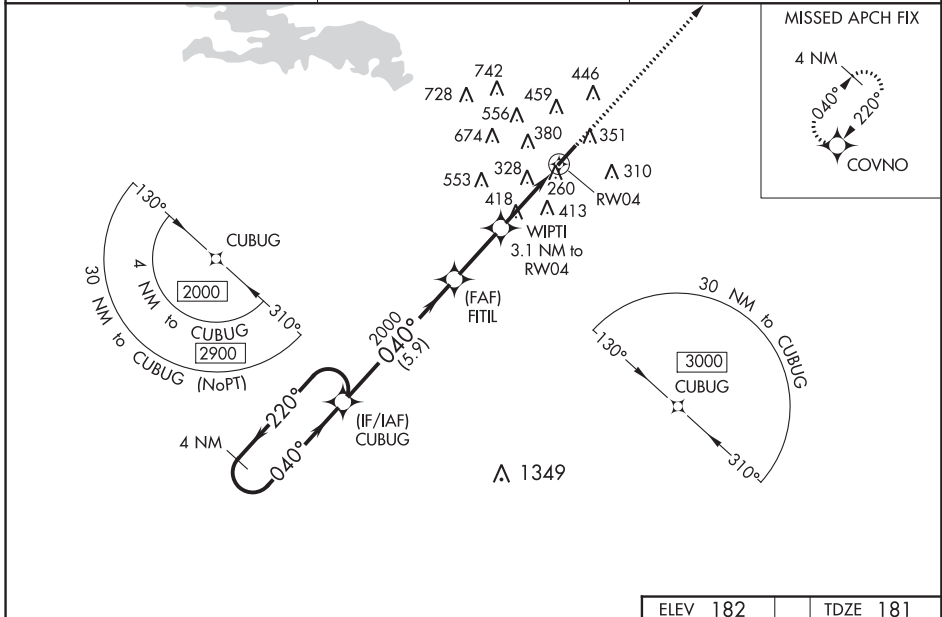 MISSED APCH FIX
4 NM
040°
220°
COVNO
742
446
728
459
556
674
380
351
553
328
310
260
RW04
418
413
WIPTI
3.1 NM to
RW04
(FAF)
FITIL
2000
040°
(5.9)
130°
CUBUG
2000
4 NM to CUBUG
310°
2900
30 NM to CUBUG (NoPT)
30 NM to CUBUG
130°
3000
CUBUG
310°
220°
(IF/IAF)
CUBUG
4 NM
040°
1349
ELEV 182
TDZE 181